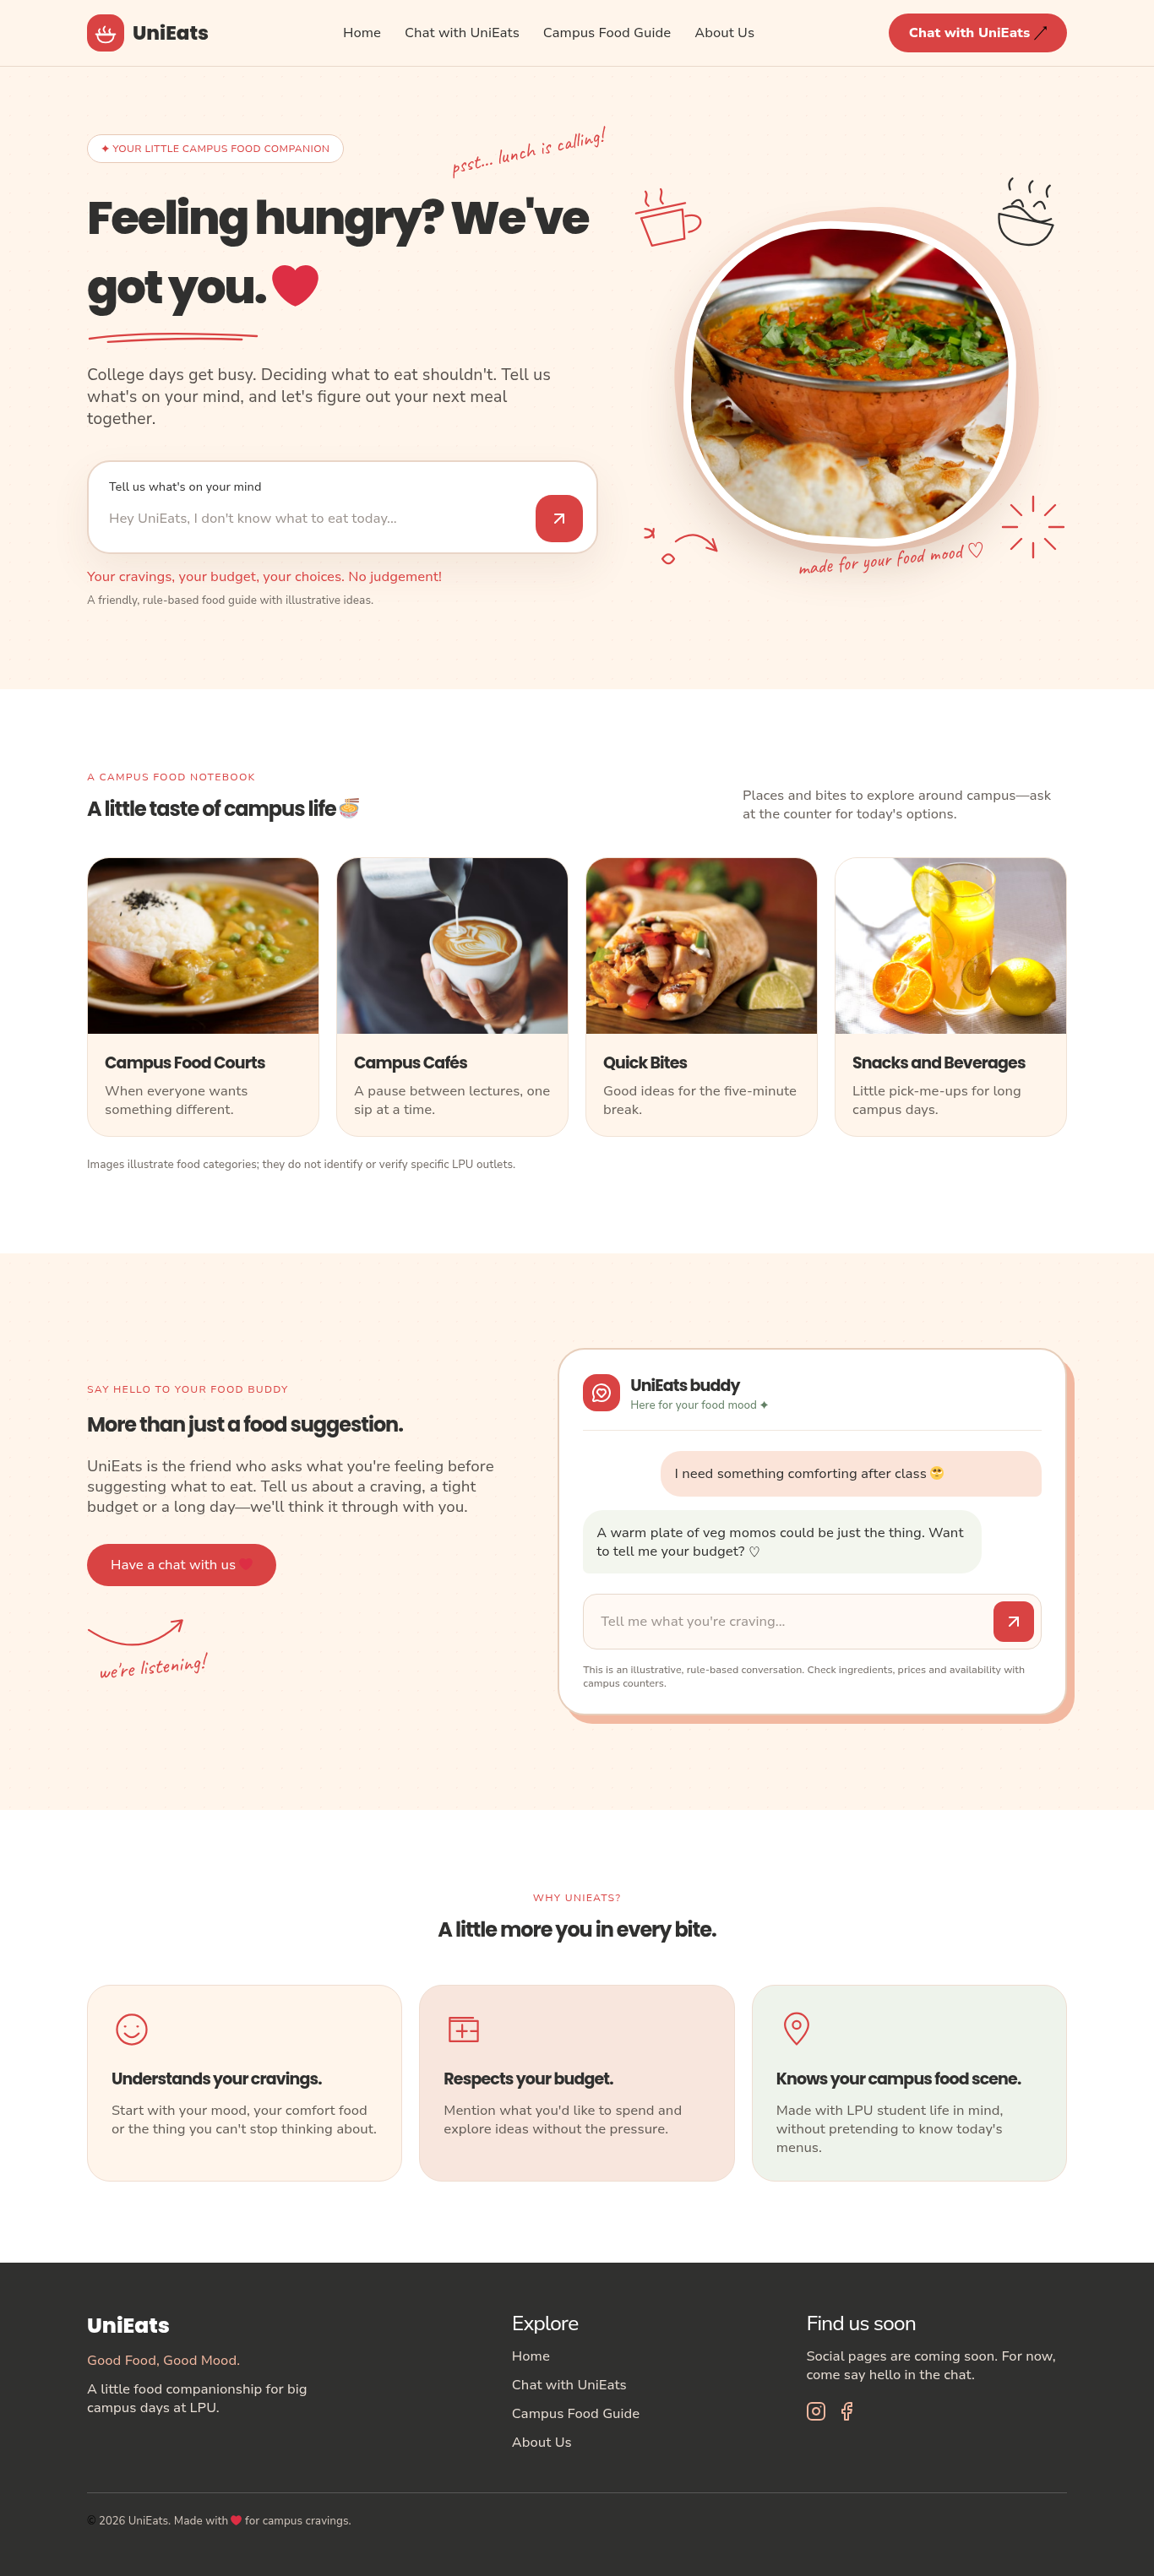 UniEats
Home
Chat with UniEats
Campus Food Guide
About Us
Chat with UniEats
✦ YOUR LITTLE CAMPUS FOOD COMPANION
psst... lunch is calling!
Feeling hungry? We've
got you. ❤️
College days get busy. Deciding what to eat shouldn't. Tell us
what's on your mind, and let's figure out your next meal
together.
Tell us what's on your mind
Hey UniEats, I don't know what to eat today...
made for your food mood ♡
Your cravings, your budget, your choices. No judgement!
A friendly, rule-based food guide with illustrative ideas.
A CAMPUS FOOD NOTEBOOK
A little taste of campus life 🍜
Places and bites to explore around campus—ask
at the counter for today's options.
Campus Food Courts
When everyone wants
something different.
Campus Cafés
A pause between lectures, one
sip at a time.
Quick Bites
Good ideas for the five-minute
break.
Snacks and Beverages
Little pick-me-ups for long
campus days.
Images illustrate food categories; they do not identify or verify specific LPU outlets.
SAY HELLO TO YOUR FOOD BUDDY
More than just a food suggestion.
UniEats is the friend who asks what you're feeling before
suggesting what to eat. Tell us about a craving, a tight
budget or a long day—we'll think it through with you.
Have a chat with us ❤️
we're listening!
UniEats buddy
Here for your food mood ✦
I need something comforting after class
A warm plate of veg momos could be just the thing. Want
to tell me your budget? ♡
Tell me what you're craving...
This is an illustrative, rule-based conversation. Check ingredients, prices and availability with
campus counters.
WHY UNIEATS?
A little more you in every bite.
Understands your cravings.
Start with your mood, your comfort food
or the thing you can't stop thinking about.
Respects your budget.
Mention what you'd like to spend and
explore ideas without the pressure.
Knows your campus food scene.
Made with LPU student life in mind,
without pretending to know today's
menus.
UniEats
Good Food, Good Mood.
A little food companionship for big
campus days at LPU.
Explore
Home
Chat with UniEats
Campus Food Guide
About Us
Find us soon
Social pages are coming soon. For now,
come say hello in the chat.
© 2026 UniEats. Made with ❤️ for campus cravings.